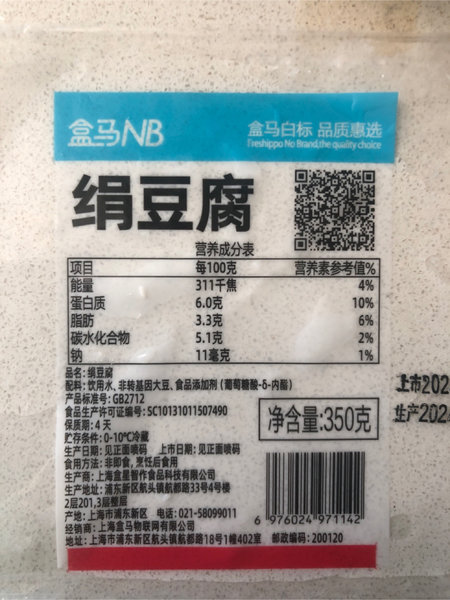 盒马NB
盒马白标 品质惠选
Freshippo No Brand,the quality choice
绢豆腐
营养成分表
项目 每100克 营养素参考值%
能量 311千焦 4%
蛋白质 6.0克 10%
脂肪 3.3克 6%
碳水化合物 5.1克 2%
钠 11毫克 1%
品名: 绢豆腐
配料: 饮用水、非转基因大豆、食品添加剂（葡萄糖酸-δ-内酯）
产品标准号: GB2712
食品生产许可证编号: SC10131011507490
保质期: 4 天
贮存条件: 0-10℃冷藏
生产日期: 见正面喷码 上市日期: 见正面喷码
食用方法: 非即食, 烹饪后食用
生产商: 上海盒星智作食品科技有限公司
生产地址: 浦东新区航头镇航都路33号4号楼
2层201,3层整层
产地: 上海市 浦东新区 电话: 021-58099011
经销商: 上海盒马物联网有限公司
地址: 上海市浦东新区航头镇航都路18号1幢402室 邮政编码: 200120
净含量:350克
上市202
生产202
6 976024 971142